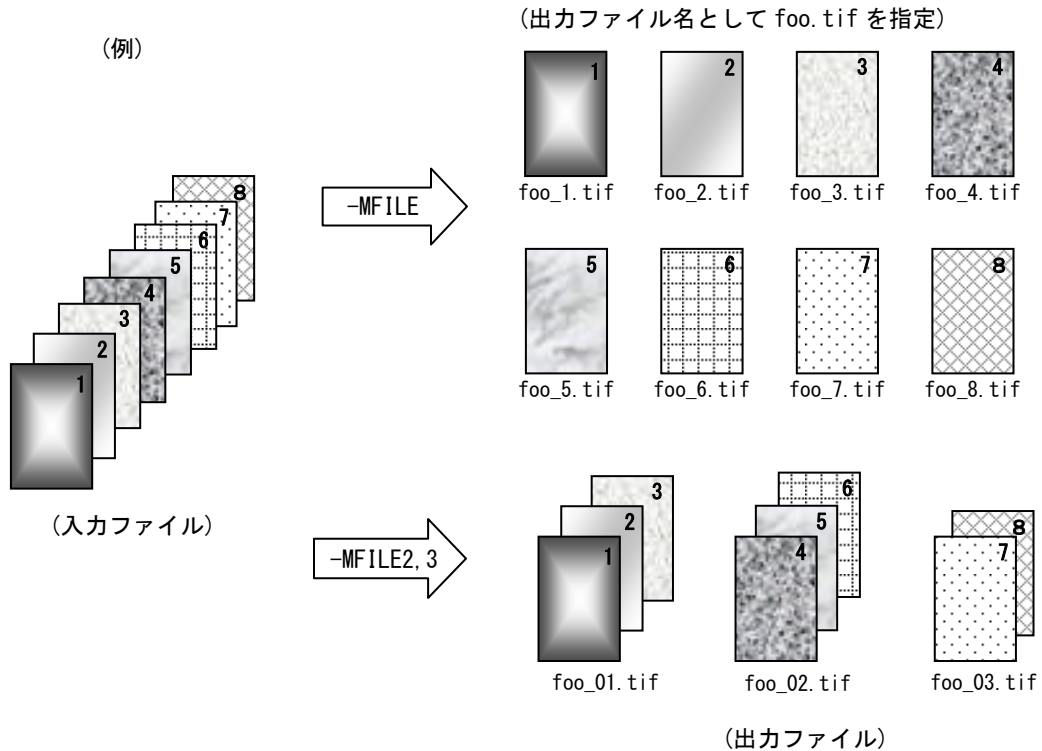 (出力ファイル名として foo.tif を指定)
(例)
1
2
3
4
foo_1.tif
foo_2.tif
foo_3.tif
foo_4.tif
8
7
6
5
4
3
2
1
-MFILE
5
6
7
8
foo_5.tif
foo_6.tif
foo_7.tif
foo_8.tif
(入力ファイル)
-MFILE2,3
3
2
1
6
5
4
8
7
foo_01.tif
foo_02.tif
foo_03.tif
(出力ファイル)